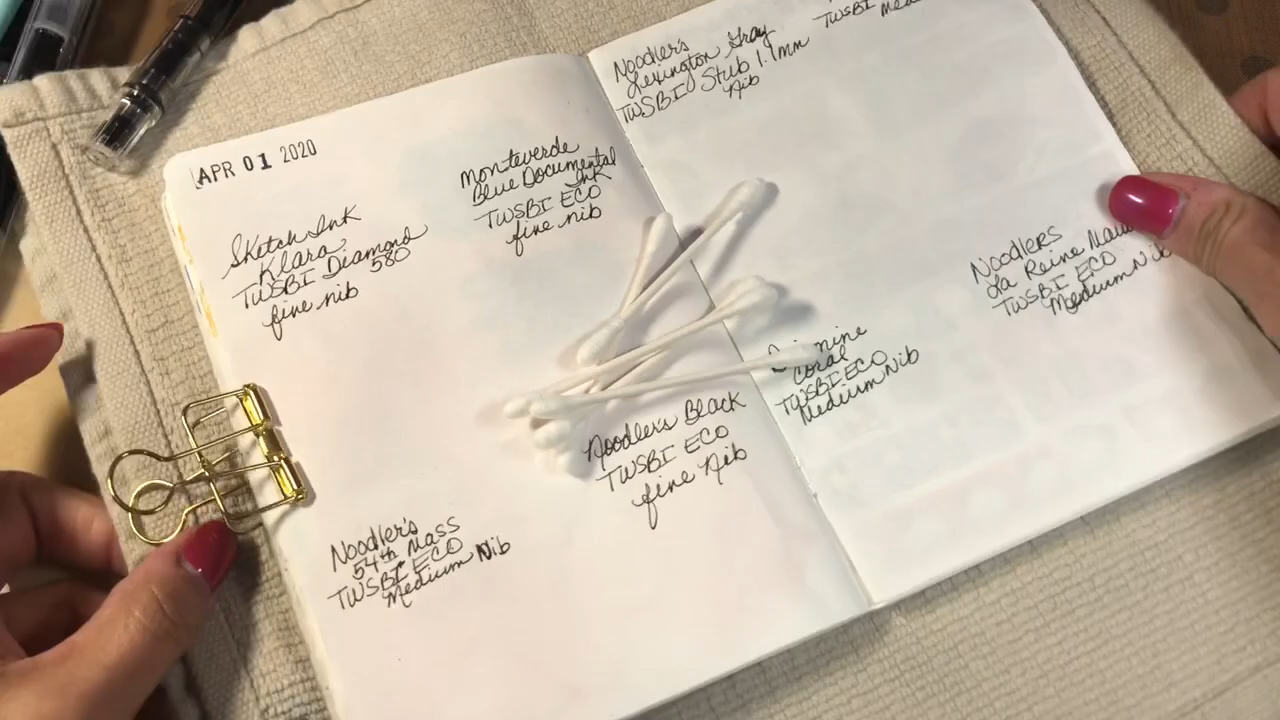 APR 01 2020
Sketch Ink
Klara
TWSBI Diamond
580
fine nib
Monteverde
Blue Documental
Ink
TWSBI ECO
fine nib
Noodler's Black
TWSBI ECO
fine Nib
Noodler's
54th Mass
TWSBI ECO
Medium Nib
Noodler's
Lexington Gray
TWSBI Stub 1.1mm
Nib
TWSBI
Coral
TWSBI ECO
Medium Nib
Noodlers
La Reine
TWSBI ECO
Medium Nib